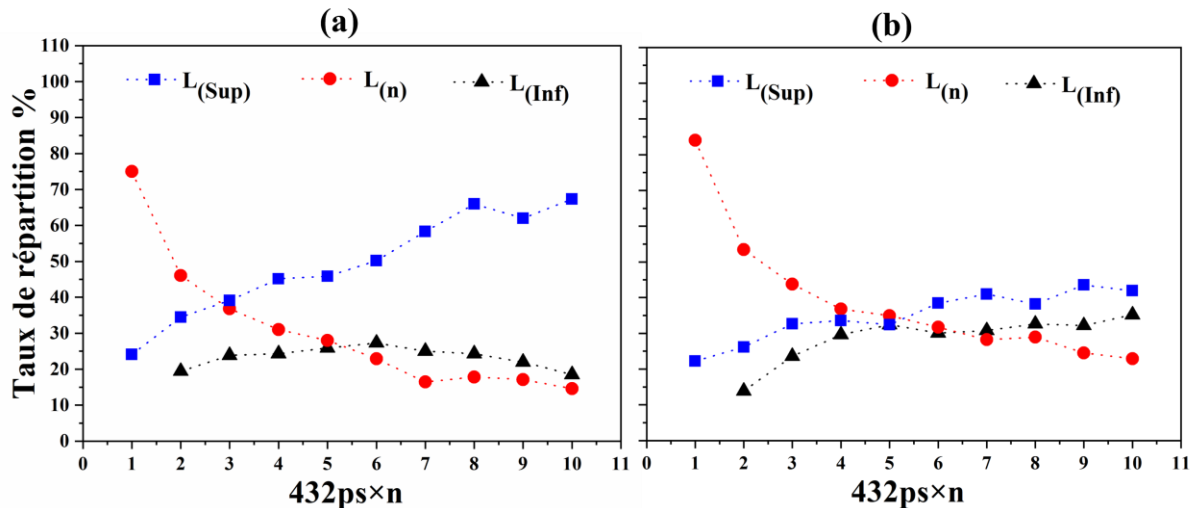 (a) (b)
Taux de répartition %
110
100
90
80
70
60
50
40
30
20
10
0
L(Sup) L(n) L(Inf)
L(Sup) L(n) L(Inf)
0 1 2 3 4 5 6 7 8 9 10 11
0 1 2 3 4 5 6 7 8 9 10 11
432ps×n 432ps×n